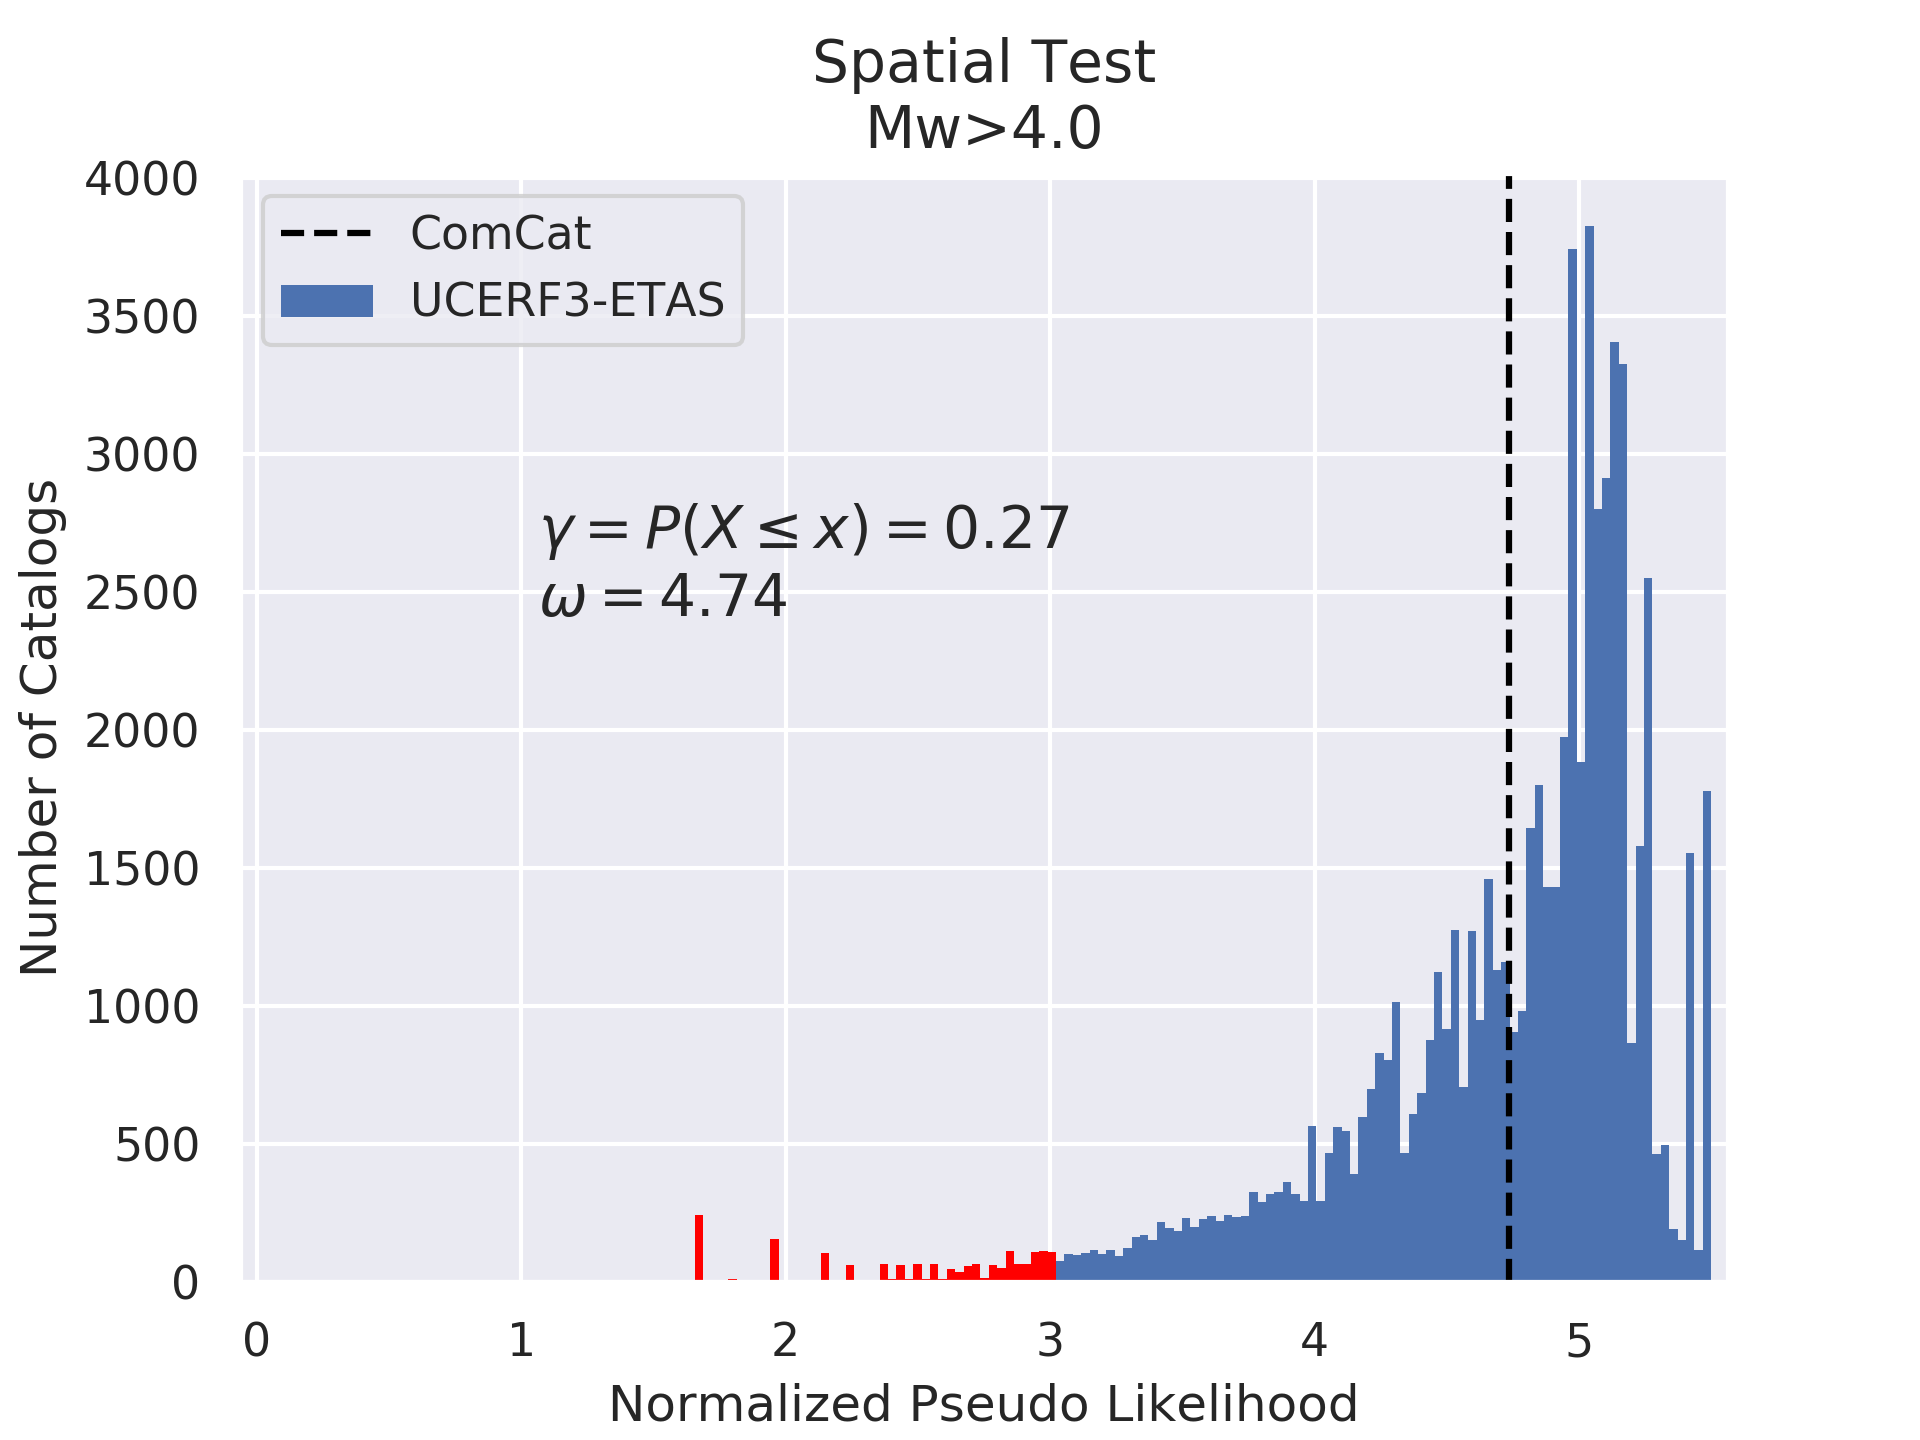 Spatial Test
Mw>4.0
4000
3500
3000
2500
2000
1500
1000
500
0
Number of Catalogs
ComCat
UCERF3-ETAS
γ = P(X ≤ x) = 0.27
ω = 4.74
0 1 2 3 4 5
Normalized Pseudo Likelihood